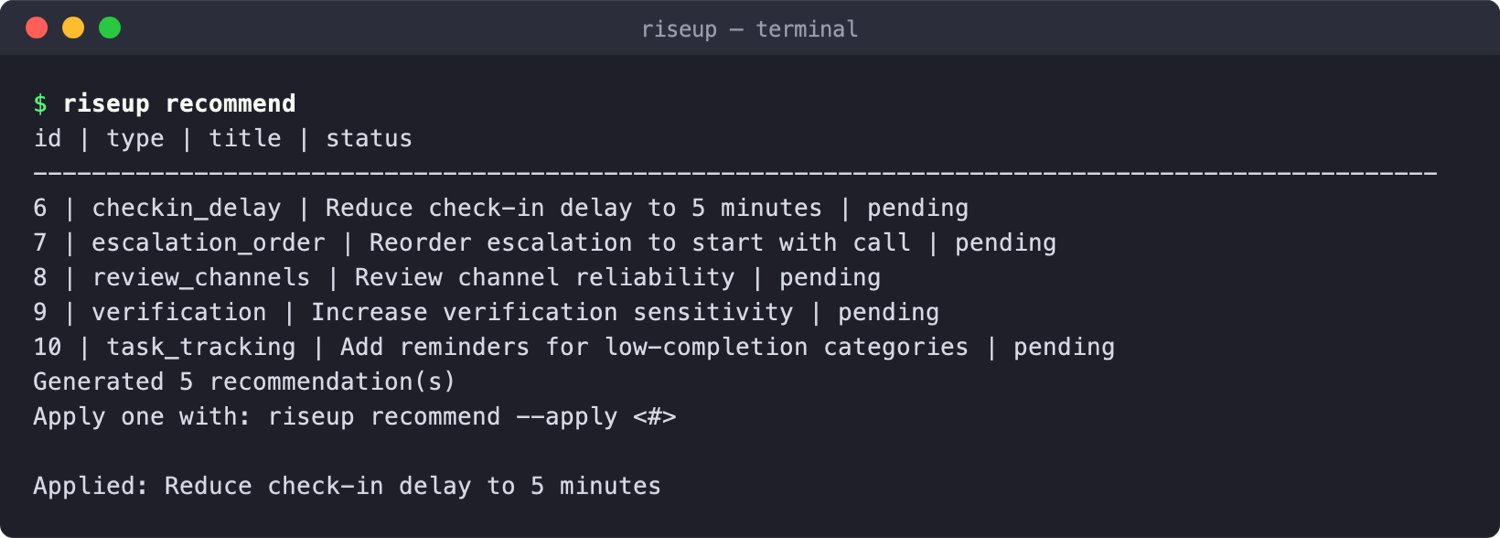 riseup — terminal
$ riseup recommend
id | type | title | status
------------------------------------------------------------------------------------------------
6 | checkin_delay | Reduce check-in delay to 5 minutes | pending
7 | escalation_order | Reorder escalation to start with call | pending
8 | review_channels | Review channel reliability | pending
9 | verification | Increase verification sensitivity | pending
10 | task_tracking | Add reminders for low-completion categories | pending
Generated 5 recommendation(s)
Apply one with: riseup recommend --apply <#>
Applied: Reduce check-in delay to 5 minutes